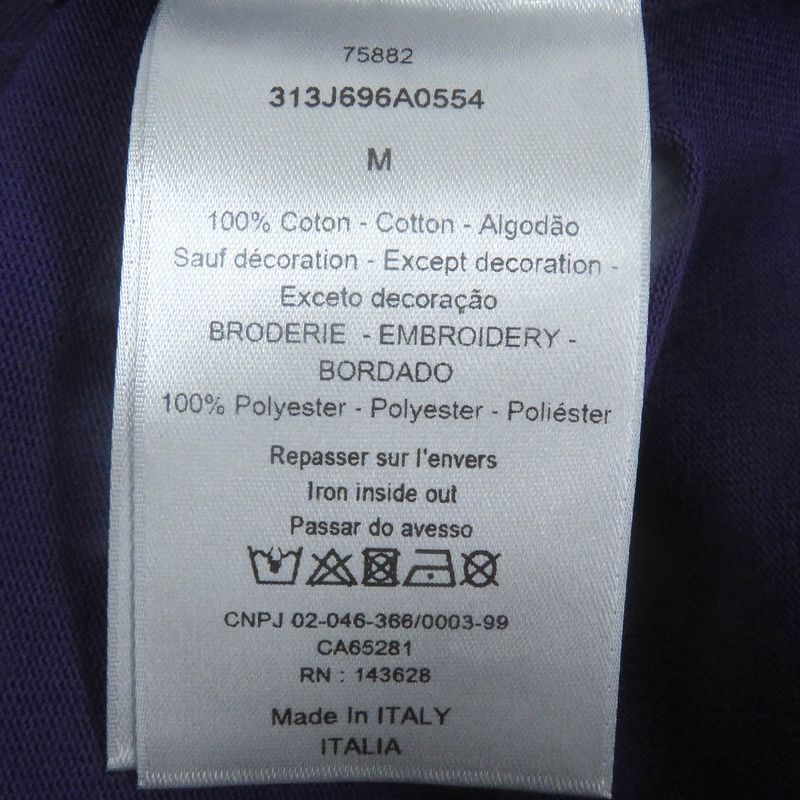 75882
313J696A0554
M
100% Coton - Cotton - Algodão
Sauf décoration - Except decoration -
Exceto decoração
BRODERIE - EMBROIDERY -
BORDADO
100% Polyester - Polyester - Poliéster
Repasser sur l'envers
Iron inside out
Passar do avesso
CNPJ 02-046-366/0003-99
CA65281
RN : 143628
Made In ITALY
ITALIA